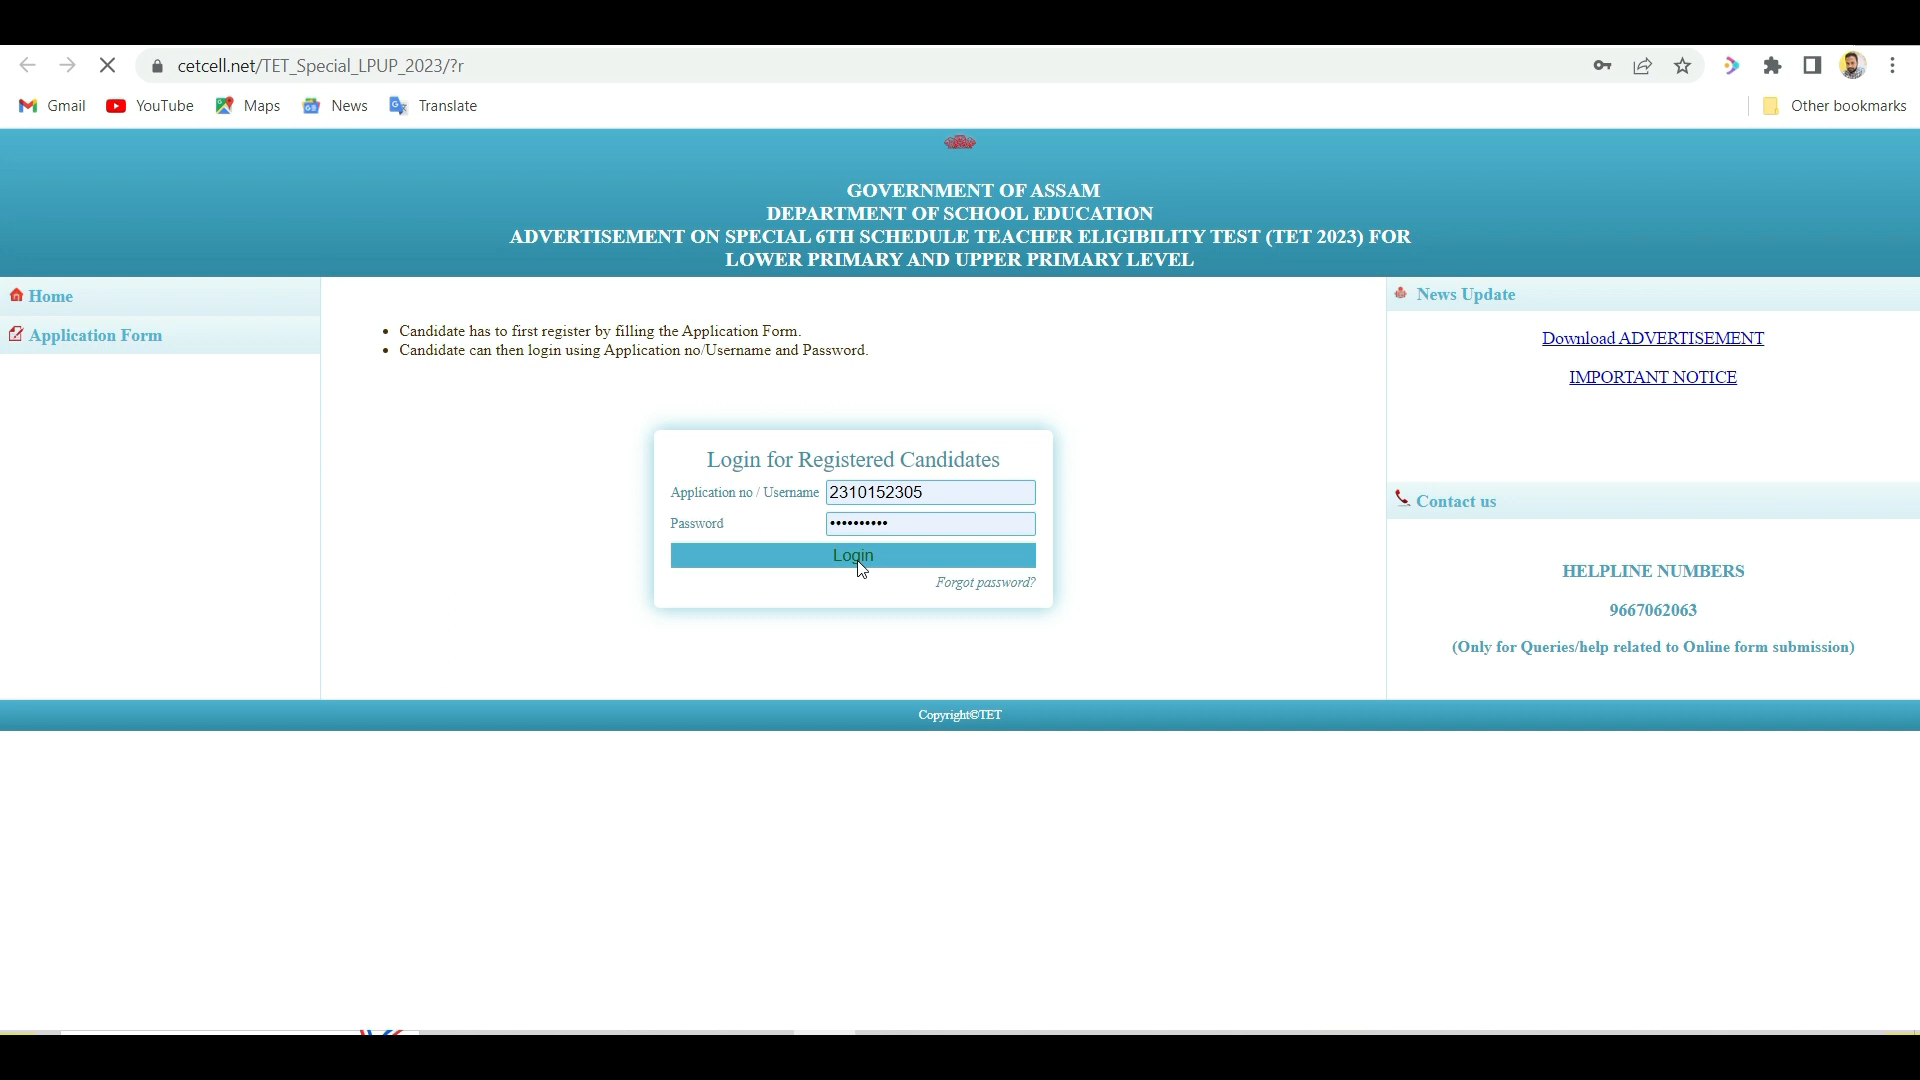 cetcell.net/TET_Special_LPUP_2023/?r
Gmail YouTube Maps News Translate Other bookmarks
GOVERNMENT OF ASSAM
DEPARTMENT OF SCHOOL EDUCATION
ADVERTISEMENT ON SPECIAL 6TH SCHEDULE TEACHER ELIGIBILITY TEST (TET 2023) FOR
LOWER PRIMARY AND UPPER PRIMARY LEVEL
Home
Application Form
Candidate has to first register by filling the Application Form.
Candidate can then login using Application no/Username and Password.
Login for Registered Candidates
Application no / Username 2310152305
Password ••••••••••
Login
Forgot password?
News Update
Download ADVERTISEMENT
IMPORTANT NOTICE
Contact us
HELPLINE NUMBERS
9667062063
(Only for Queries/help related to Online form submission)
Copyright©TET